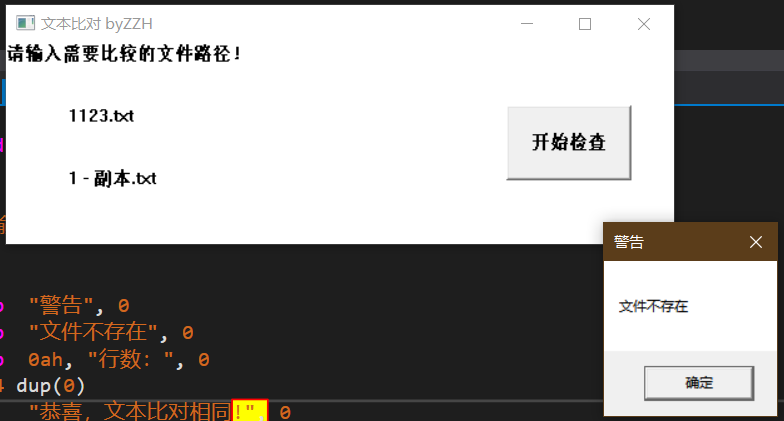 文本比对 byZZH
请输入需要比较的文件路径！
1123.txt
开始检查
1 - 副本.txt
警告
文件不存在
确定
"警告", 0
"文件不存在", 0
0ah, "行数：", 0
dup(0)
"恭喜，文本比对相同!", 0